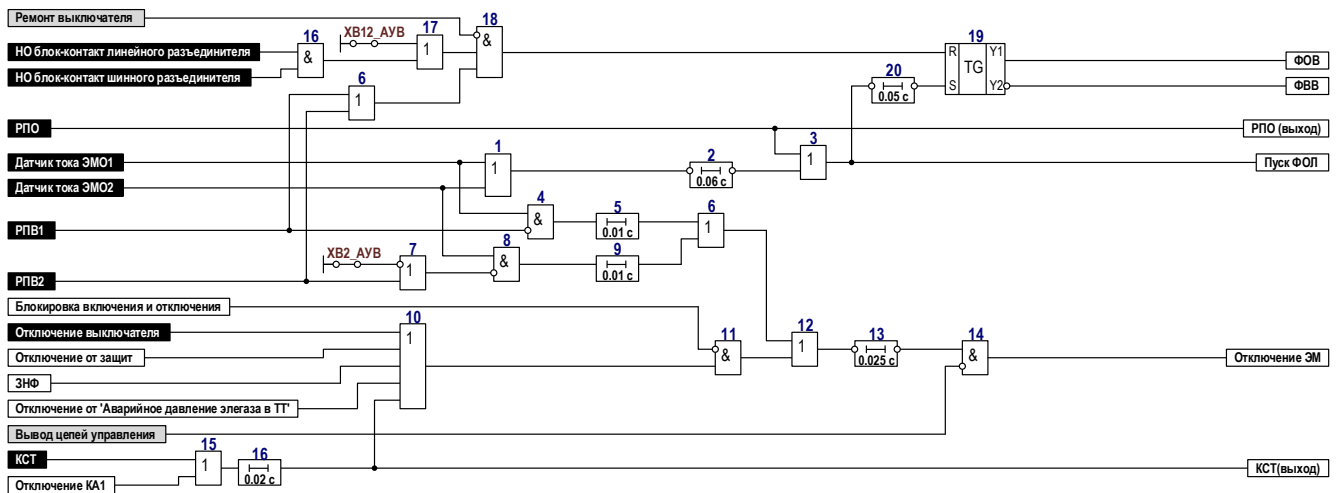 Ремонт выключателя
18
17
ХВ12_АУВ
16
&
1
НО блок-контакт линейного разъединителя
&
19
R
Y1
TG
ФОВ
НО блок-контакт шинного разъединителя
6
1
20
0.05 с
S
Y2
ФВВ
РПО
РПО (выход)
3
1
Датчик тока ЭМО1
1
1
2
0.06 с
Пуск ФОЛ
Датчик тока ЭМО2
4
&
5
0.01 с
6
1
РПВ1
8
&
9
0.01 с
ХВ2_АУВ
7
1
РПВ2
Блокировка включения и отключения
10
1
11
&
12
1
13
0.025 с
14
&
Отключение ЭМ
Отключение выключателя
Отключение от защит
ЗНФ
Отключение от 'Аварийное давление элегаза в ТТ'
Вывод цепей управления
15
1
16
0.02 с
КСТ
КСТ(выход)
Отключение КА1